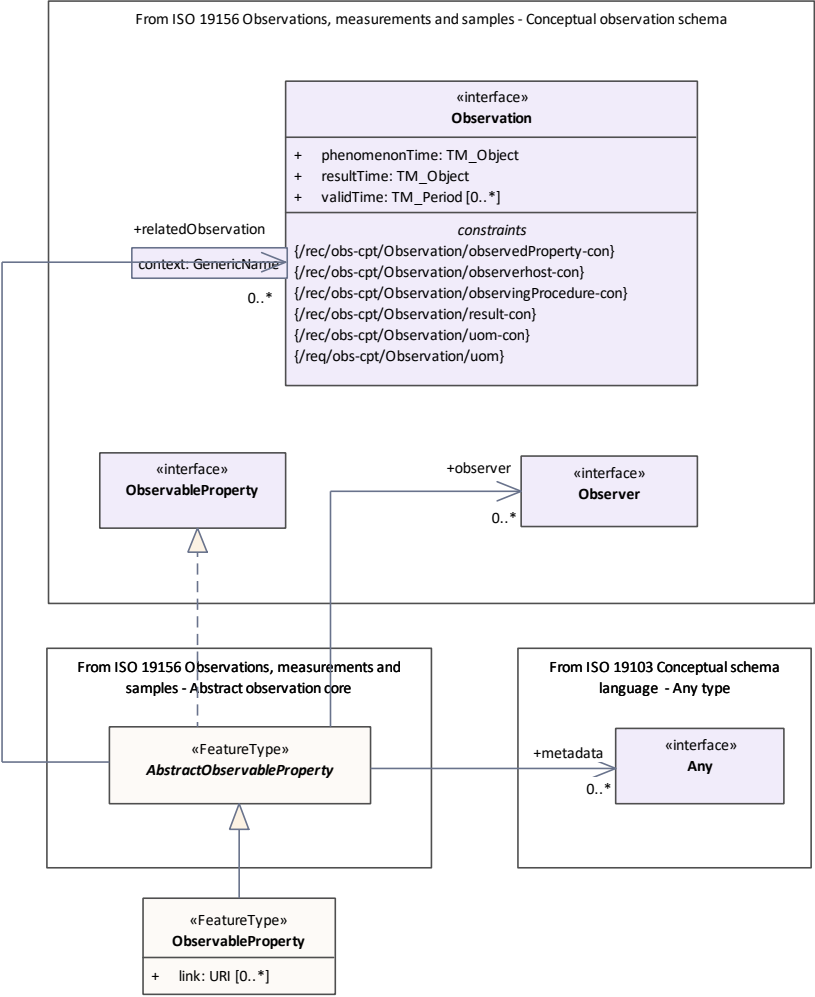 From ISO 19156 Observations, measurements and samples - Conceptual observation schema
«interface»
Observation
+ phenomenonTime: TM_Object
+ resultTime: TM_Object
+ validTime: TM_Period [0..*]
constraints
{/rec/obs-cpt/Observation/observedProperty-con}
{/rec/obs-cpt/Observation/observerhost-con}
{/rec/obs-cpt/Observation/observingProcedure-con}
{/rec/obs-cpt/Observation/result-con}
{/rec/obs-cpt/Observation/uom-con}
{/req/obs-cpt/Observation/uom}
+relatedObservation
context: GenericName
0..*
«interface»
ObservableProperty
+observer
0..*
«interface»
Observer
From ISO 19156 Observations, measurements and
samples - Abstract observation core
«FeatureType»
AbstractObservableProperty
From ISO 19103 Conceptual schema
language - Any type
+metadata
0..*
«interface»
Any
«FeatureType»
ObservableProperty
+ link: URI [0..*]